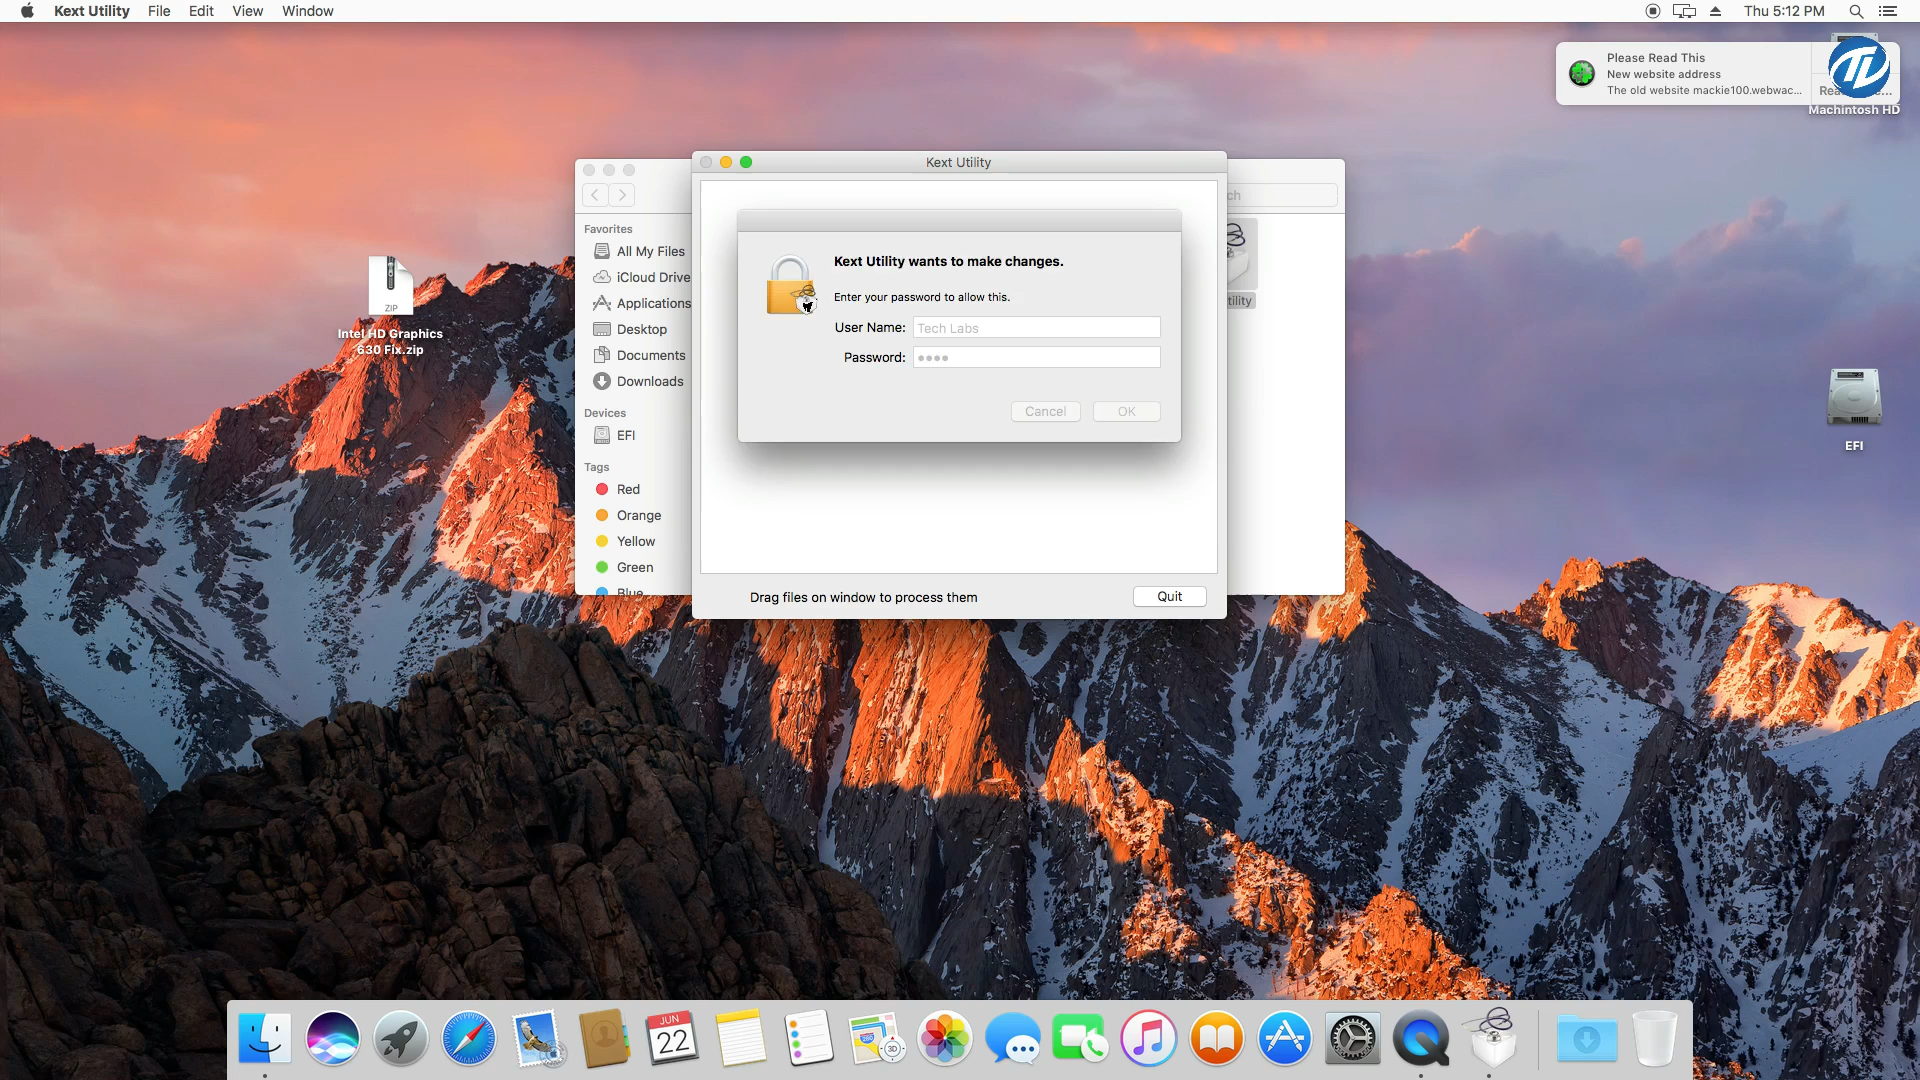 Kext Utility File Edit View Window
Thu 5:12 PM
Please Read This
New website address
The old website mackie100.webwac...
TL
Machintosh HD
ZIP
Intel HD Graphics
630 Fix.zip
Kext Utility
Favorites
All My Files
iCloud Drive
Applications
Desktop
Documents
Downloads
Devices
EFI
Tags
Red
Orange
Yellow
Green
Blue
Kext Utility wants to make changes.
Enter your password to allow this.
User Name: Tech Labs
Password:
Cancel OK
Drag files on window to process them
Quit
EFI
JUN
22
280
3D